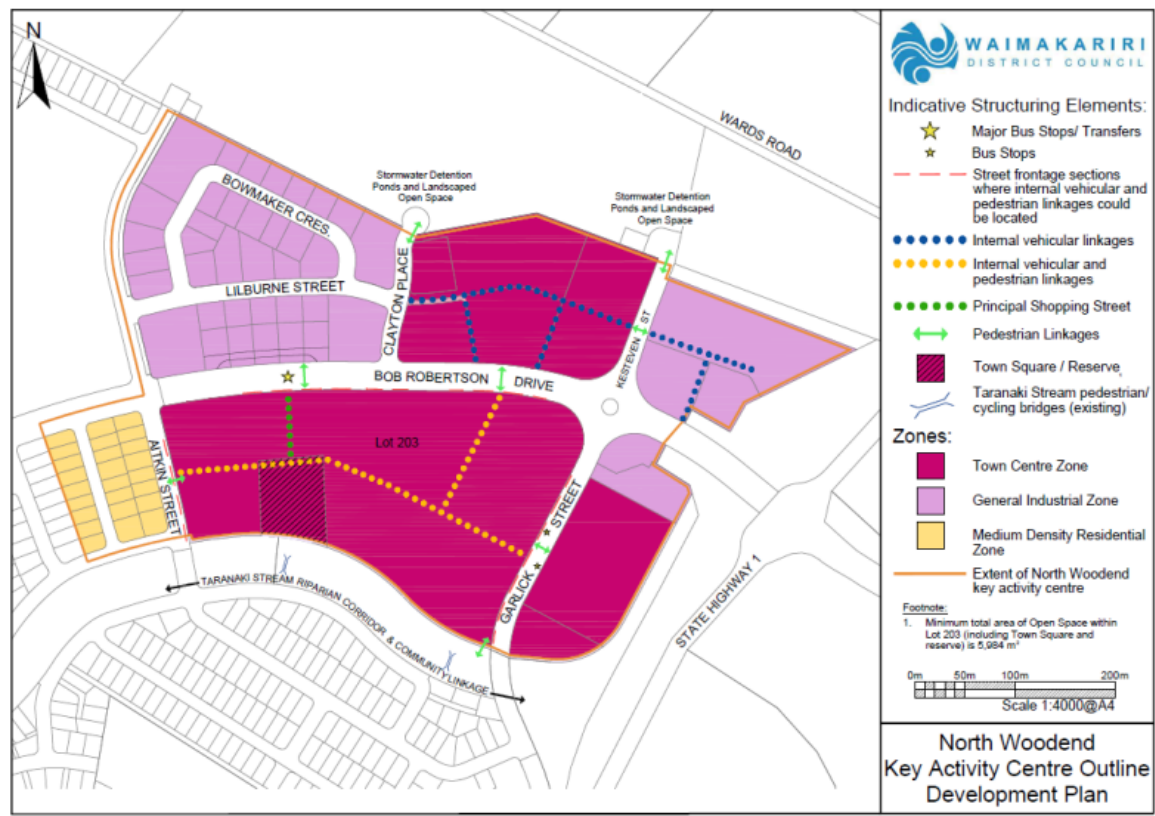 N
WARDS ROAD
Stormwater Detention
Ponds and Landscaped
Open Space
Stormwater Detention
Ponds and Landscaped
Open Space
BOWMAKER CRES.
LILBURNE STREET
CLAYTON PLACE
KESTEVEN ST
BOB ROBERTSON DRIVE
Lot 203
AITKIN STREET
GARLICK STREET
STATE HIGHWAY 1
TARANAKI STREAM RIPARIAN CORRIDOR & COMMUNITY LINKAGE
WAIMAKARIRI
DISTRICT COUNCIL
Indicative Structuring Elements:
Major Bus Stops/ Transfers
Bus Stops
Street frontage sections
where internal vehicular and
pedestrian linkages could
be located
Internal vehicular linkages
Internal vehicular and
pedestrian linkages
Principal Shopping Street
Pedestrian Linkages
Town Square / Reserve,
Taranaki Stream pedestrian/
cycling bridges (existing)
Zones:
Town Centre Zone
General Industrial Zone
Medium Density Residential
Zone
Extent of North Woodend
key activity centre
Footnote:
1. Minimum total area of Open Space within
Lot 203 (including Town Square and
reserve) is 5,984 m²
0m 50m 100m 200m
Scale 1:4000@A4
North Woodend
Key Activity Centre Outline
Development Plan